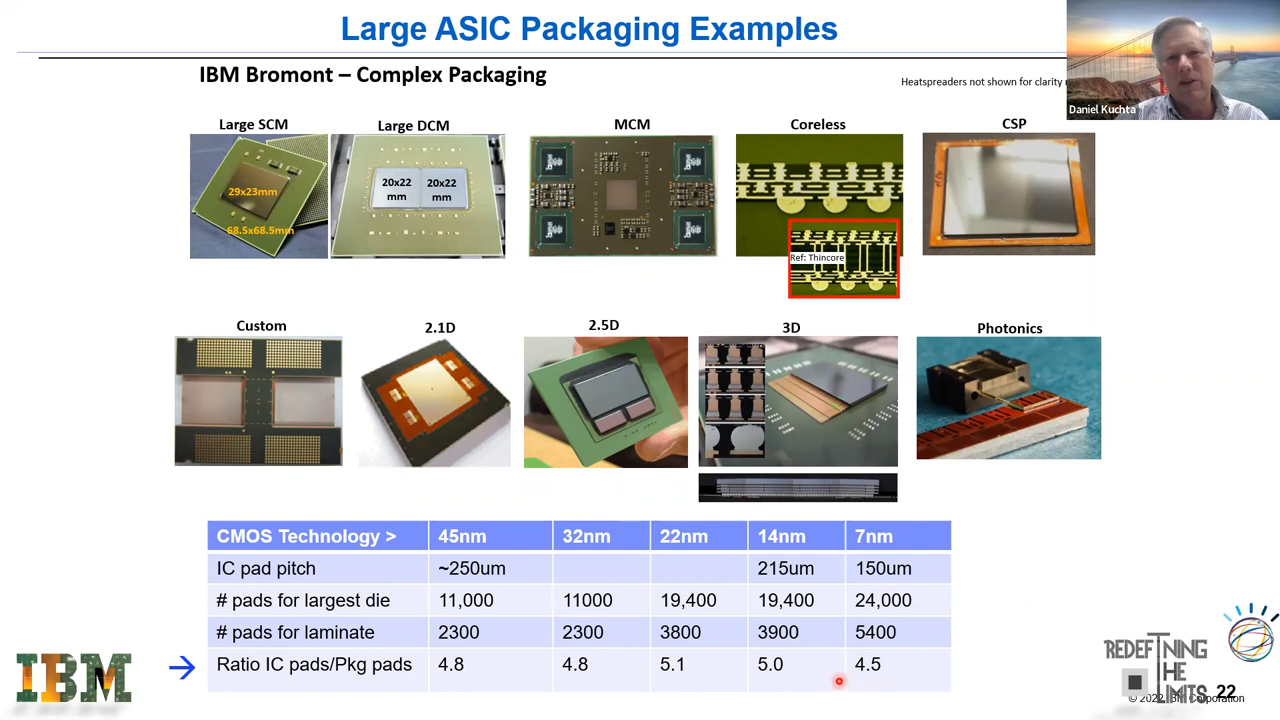 Large ASIC Packaging Examples
IBM Bromont – Complex Packaging
Heatspreaders not shown for clarity
Daniel Kuchta
Large SCM
Large DCM
MCM
Coreless
CSP
29x23mm
68.5x68.5mm
20x22 mm
20x22 mm
Ref: Thincore
Custom
2.1D
2.5D
3D
Photonics
CMOS Technology > 45nm 32nm 22nm 14nm 7nm
IC pad pitch ~250um 215um 150um
# pads for largest die 11,000 11000 19,400 19,400 24,000
# pads for laminate 2300 2300 3800 3900 5400
Ratio IC pads/Pkg pads 4.8 4.8 5.1 5.0 4.5
IBM
REDEFINING
THE
LIMITS
22
© 2022 IBM Corporation